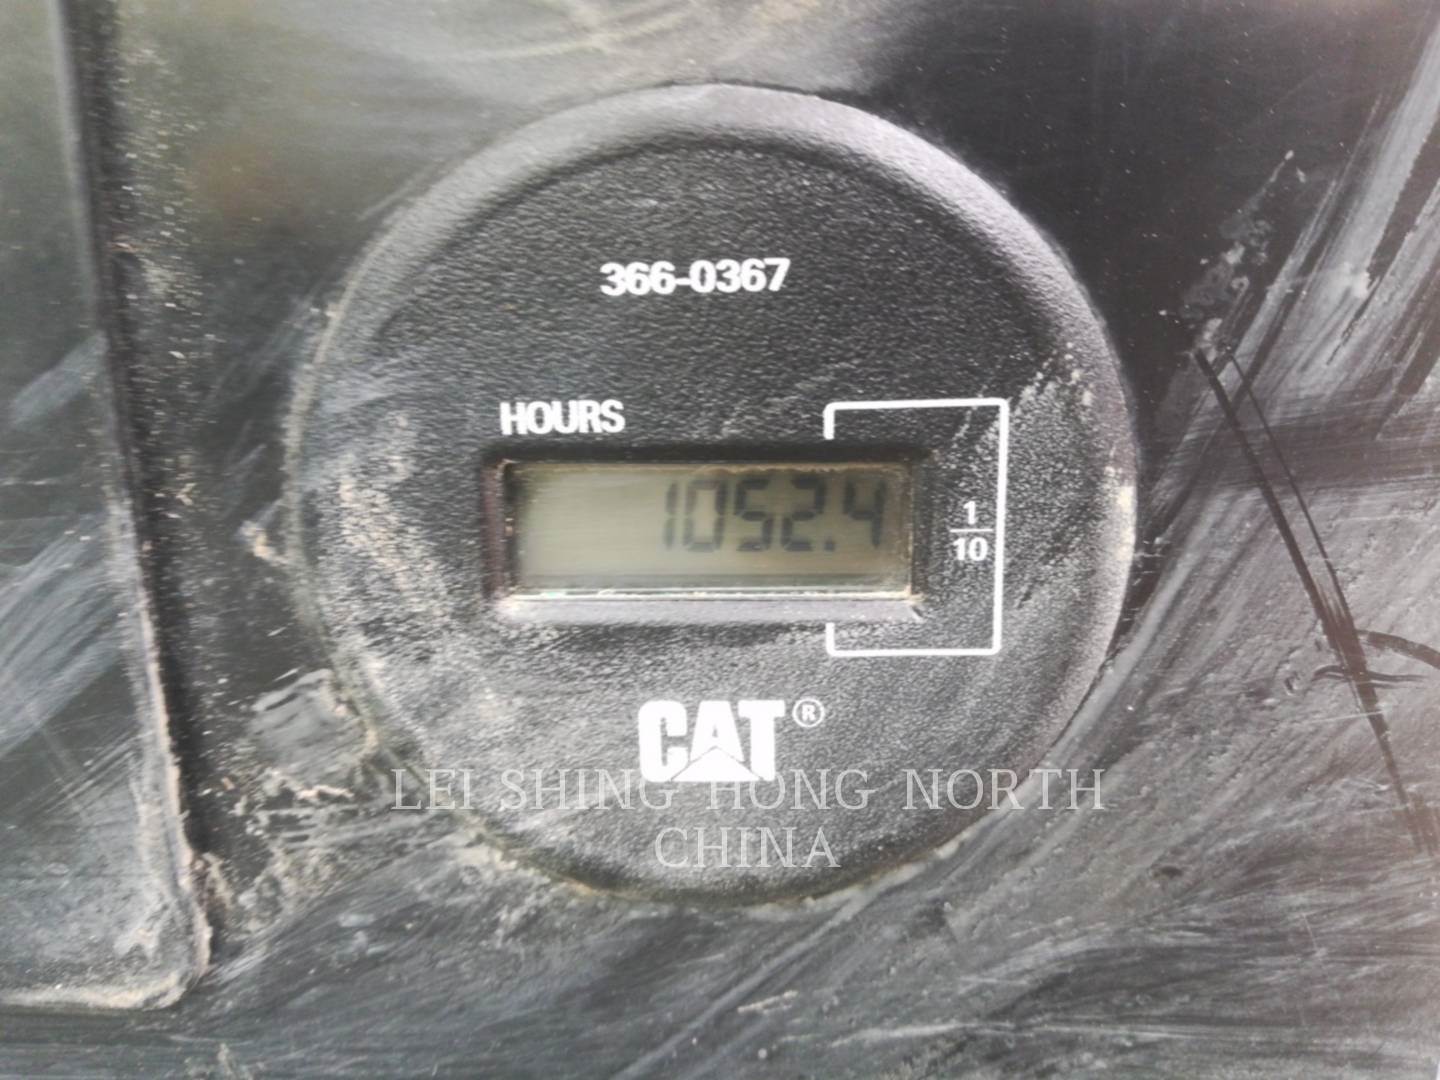 366-0367
HOURS
1052.4
1
10
CAT®
LEI SHING HONG NORTH
CHINA